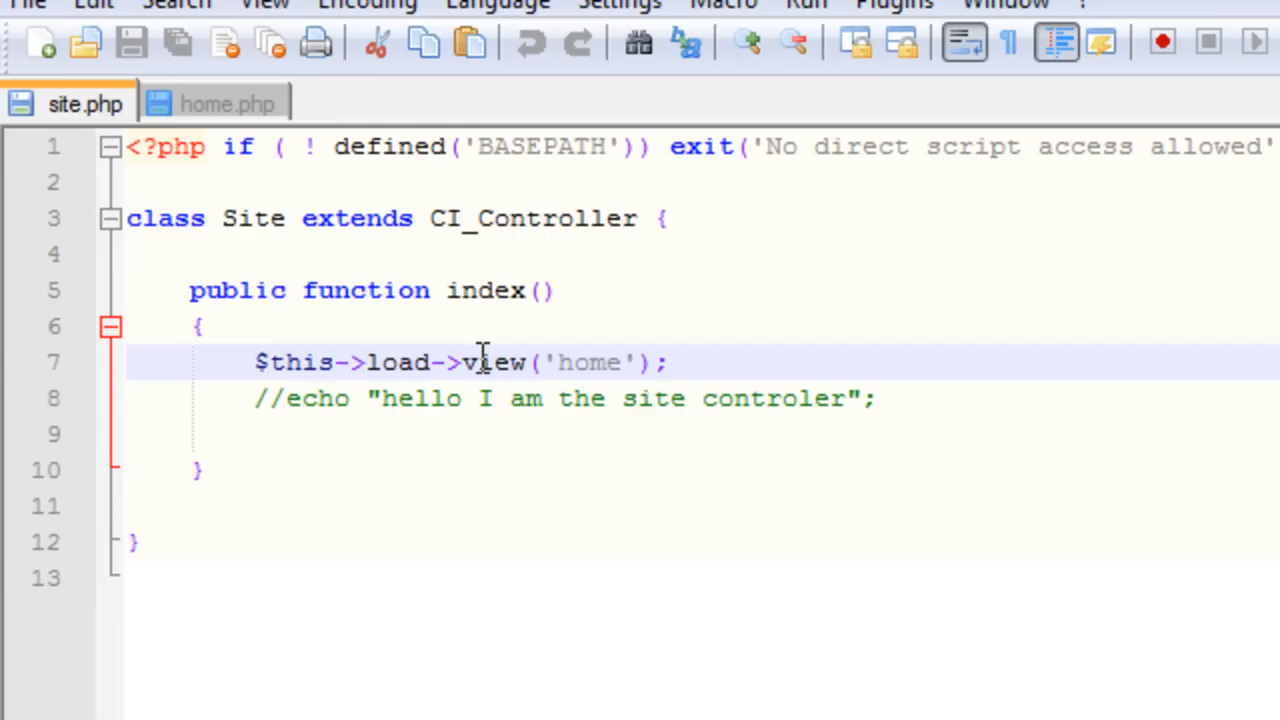 File Edit Search View Encoding Language Settings Macro Run Plugins Window ?
site.php home.php
1 <?php if ( ! defined('BASEPATH')) exit('No direct script access allowed'
2
3 class Site extends CI_Controller {
4
5 public function index()
6 {
7 $this->load->view('home');
8 //echo "hello I am the site controler";
9
10 }
11
12 }
13